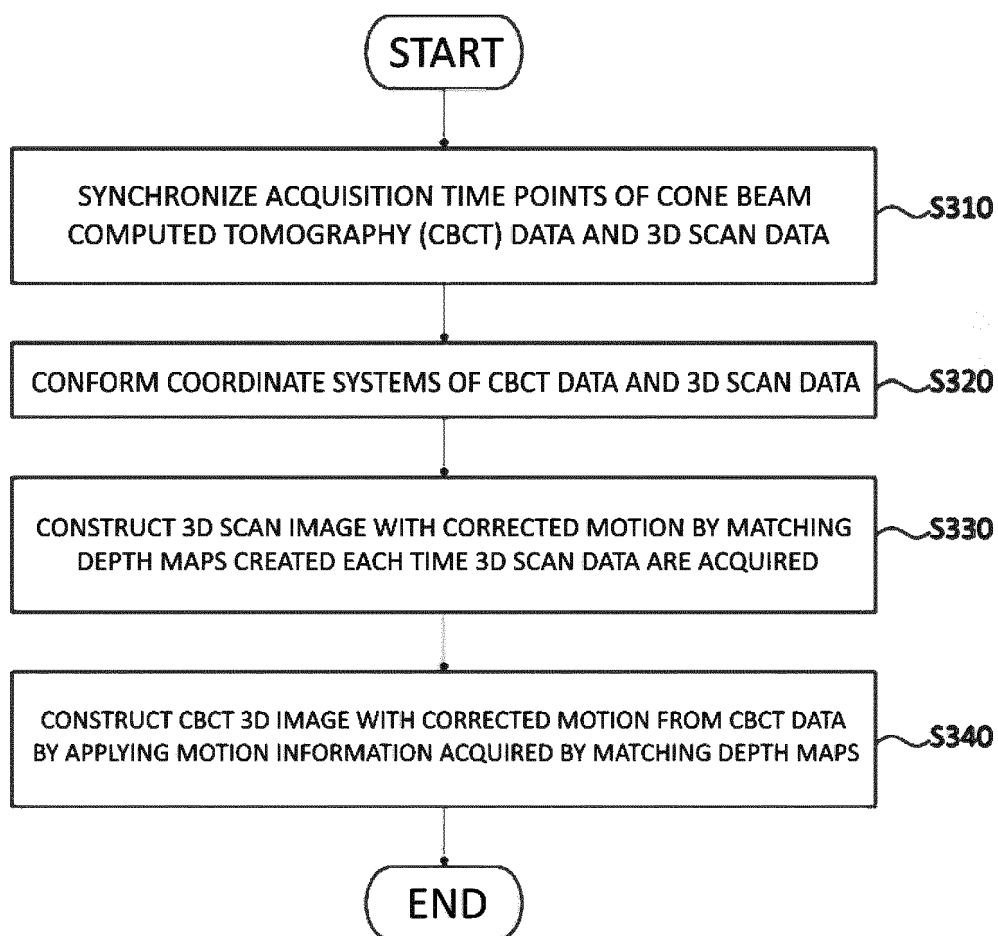 START
SYNCHRONIZE ACQUISITION TIME POINTS OF CONE BEAM
COMPUTED TOMOGRAPHY (CBCT) DATA AND 3D SCAN DATA
S310
CONFORM COORDINATE SYSTEMS OF CBCT DATA AND 3D SCAN DATA
S320
CONSTRUCT 3D SCAN IMAGE WITH CORRECTED MOTION BY MATCHING
DEPTH MAPS CREATED EACH TIME 3D SCAN DATA ARE ACQUIRED
S330
CONSTRUCT CBCT 3D IMAGE WITH CORRECTED MOTION FROM CBCT DATA
BY APPLYING MOTION INFORMATION ACQUIRED BY MATCHING DEPTH MAPS
S340
END